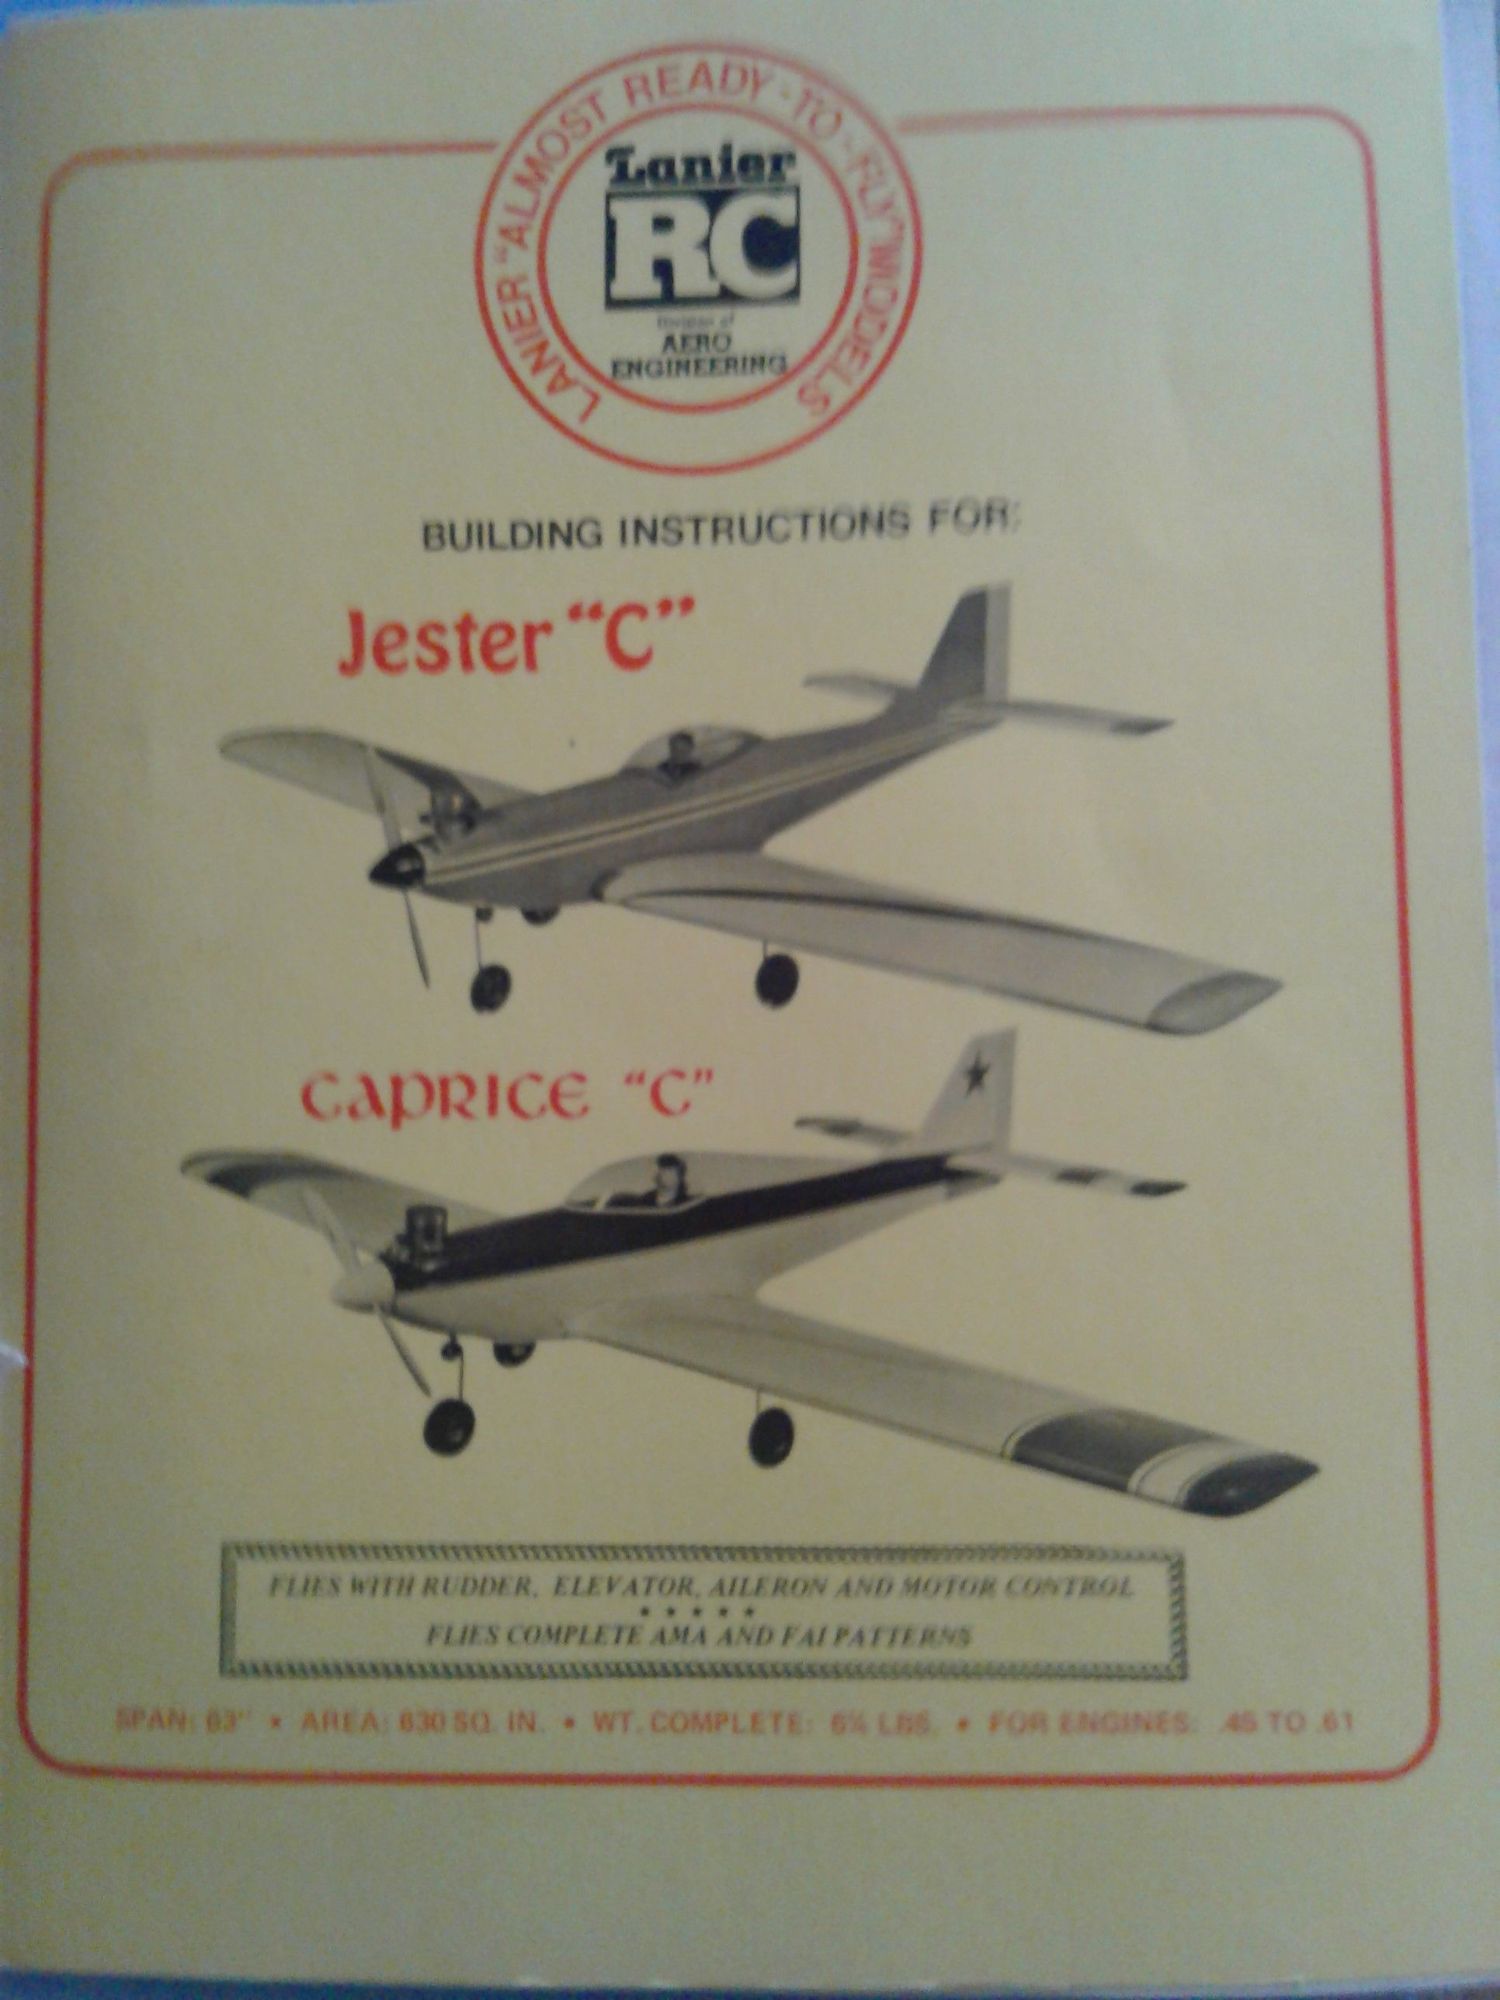 LANIER "ALMOST READY-TO-FLY" MODELS
Lanier
RC
Division of
AERO
ENGINEERING
BUILDING INSTRUCTIONS FOR:
Jester "C"
CAPRICE "C"
FLIES WITH RUDDER, ELEVATOR, AILERON AND MOTOR CONTROL
★ ★ ★ ★ ★
FLIES COMPLETE AMA AND FAI PATTERNS
SPAN: 63" • AREA: 630 SQ. IN. • WT. COMPLETE: LBS. • FOR ENGINES: .45 TO .61